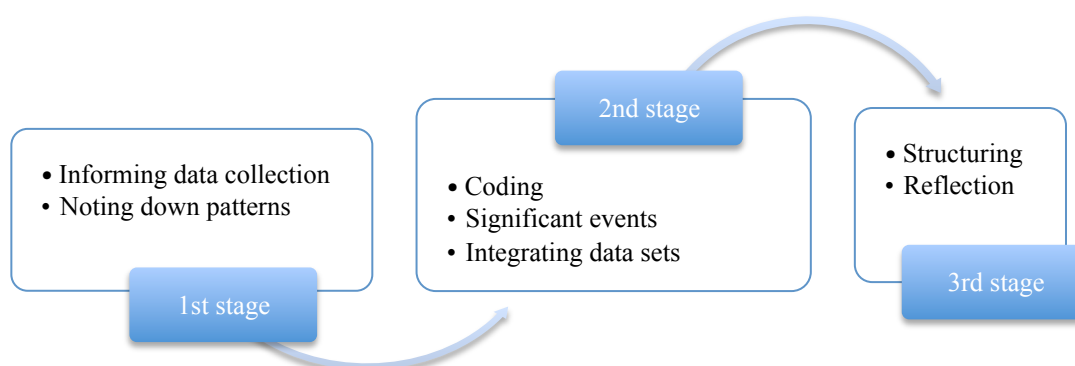 • Informing data collection
• Noting down patterns
1st stage
2nd stage
• Coding
• Significant events
• Integrating data sets
• Structuring
• Reflection
3rd stage